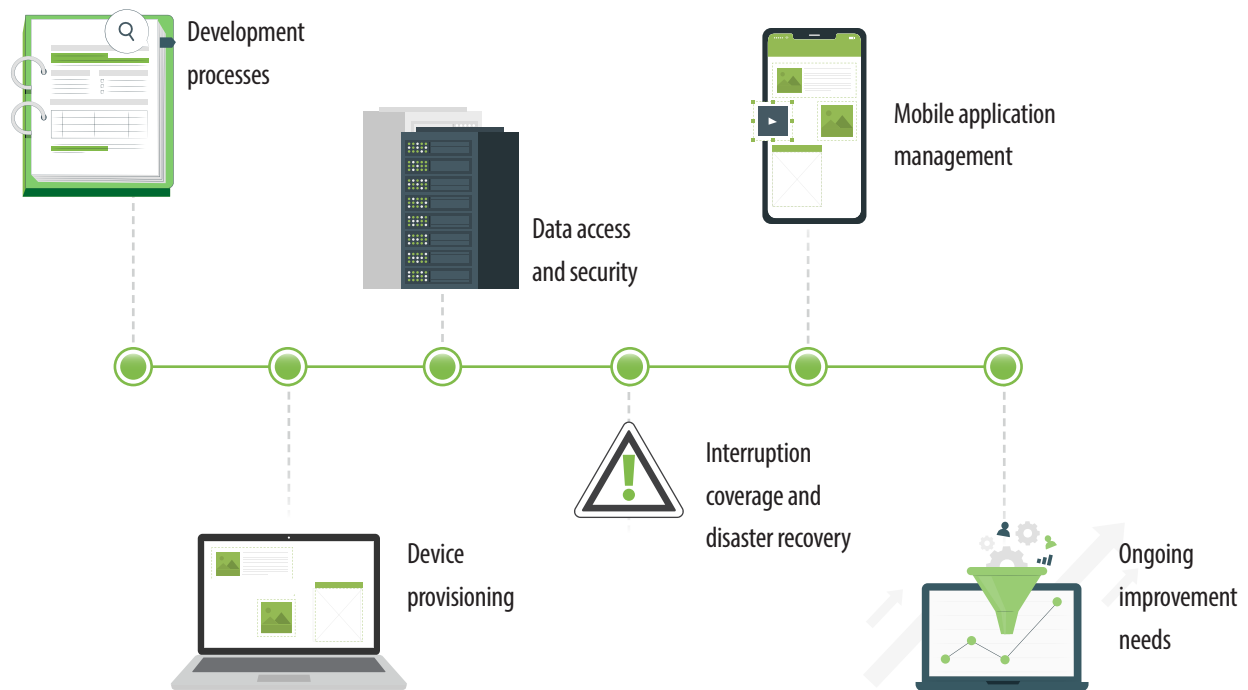 Development
processes
Device
provisioning
Data access
and security
Interruption
coverage and
disaster recovery
Mobile application
management
Ongoing
improvement
needs